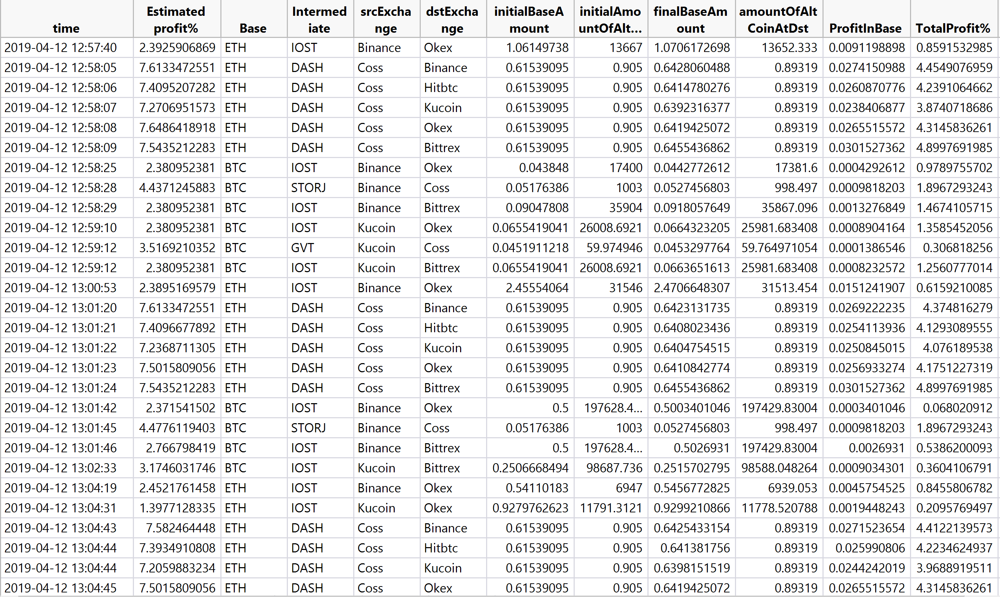 time Estimated profit% Base Intermediate srcExchange dstExchange initialBaseAmount initialAmountOfAlt... finalBaseAmount amountOfAltCoinAtDst ProfitInBase TotalProfit%
2019-04-12 12:57:40 2.3925906869 ETH IOST Binance Okex 1.06149738 13667 1.0706172698 13652.333 0.0091198898 0.8591532985
2019-04-12 12:58:05 7.6133472551 ETH DASH Coss Binance 0.61539095 0.905 0.6428060488 0.89319 0.0274150988 4.4549076959
2019-04-12 12:58:06 7.4095207282 ETH DASH Coss Hitbtc 0.61539095 0.905 0.6414780276 0.89319 0.0260870776 4.2391064662
2019-04-12 12:58:07 7.2706951573 ETH DASH Coss Kucoin 0.61539095 0.905 0.6392316377 0.89319 0.0238406877 3.8740718686
2019-04-12 12:58:08 7.6486418918 ETH DASH Coss Okex 0.61539095 0.905 0.6419425072 0.89319 0.0265515572 4.3145836261
2019-04-12 12:58:09 7.5435212283 ETH DASH Coss Bittrex 0.61539095 0.905 0.6455436862 0.89319 0.0301527362 4.8997691985
2019-04-12 12:58:25 2.380952381 BTC IOST Binance Okex 0.043848 17400 0.0442772612 17381.6 0.0004292612 0.9789755702
2019-04-12 12:58:28 4.4371245883 BTC STORJ Binance Coss 0.05176386 1003 0.0527456803 998.497 0.0009818203 1.8967293243
2019-04-12 12:58:29 2.380952381 BTC IOST Binance Bittrex 0.09047808 35904 0.0918057649 35867.096 0.0013276849 1.4674105715
2019-04-12 12:59:10 2.380952381 BTC IOST Kucoin Okex 0.0655419041 26008.6921 0.0664323205 25981.683408 0.0008904164 1.3585452056
2019-04-12 12:59:12 3.5169210352 BTC GVT Kucoin Coss 0.0451911218 59.974946 0.0453297764 59.764971054 0.0001386546 0.306818256
2019-04-12 12:59:12 2.380952381 BTC IOST Kucoin Bittrex 0.0655419041 26008.6921 0.0663651613 25981.683408 0.0008232572 1.2560777014
2019-04-12 13:00:53 2.3895169579 ETH IOST Binance Okex 2.45554064 31546 2.4706648307 31513.454 0.0151241907 0.6159210085
2019-04-12 13:01:20 7.6133472551 ETH DASH Coss Binance 0.61539095 0.905 0.6423131735 0.89319 0.0269222235 4.374816279
2019-04-12 13:01:21 7.4096677892 ETH DASH Coss Hitbtc 0.61539095 0.905 0.6408023436 0.89319 0.0254113936 4.1293089555
2019-04-12 13:01:22 7.2368711305 ETH DASH Coss Kucoin 0.61539095 0.905 0.6404754515 0.89319 0.0250845015 4.076189538
2019-04-12 13:01:23 7.5015809056 ETH DASH Coss Okex 0.61539095 0.905 0.6410842774 0.89319 0.0256933274 4.1751227319
2019-04-12 13:01:24 7.5435212283 ETH DASH Coss Bittrex 0.61539095 0.905 0.6455436862 0.89319 0.0301527362 4.8997691985
2019-04-12 13:01:42 2.371541502 BTC IOST Binance Okex 0.5 197628.4... 0.5003401046 197429.83004 0.0003401046 0.068020912
2019-04-12 13:01:45 4.4776119403 BTC STORJ Binance Coss 0.05176386 1003 0.0527456803 998.497 0.0009818203 1.8967293243
2019-04-12 13:01:46 2.766798419 BTC IOST Binance Bittrex 0.5 197628.4... 0.5026931 197429.83004 0.0026931 0.5386200093
2019-04-12 13:02:33 3.1746031746 BTC IOST Kucoin Bittrex 0.2506668494 98687.736 0.2515702795 98588.048264 0.0009034301 0.3604106791
2019-04-12 13:04:19 2.4521761458 ETH IOST Binance Okex 0.54110183 6947 0.5456772825 6939.053 0.0045754525 0.8455806782
2019-04-12 13:04:31 1.3977128335 ETH IOST Kucoin Okex 0.9279762623 11791.3121 0.9299210866 11778.520788 0.0019448243 0.2095769497
2019-04-12 13:04:43 7.582464448 ETH DASH Coss Binance 0.61539095 0.905 0.6425433154 0.89319 0.0271523654 4.4122139573
2019-04-12 13:04:44 7.3934910808 ETH DASH Coss Hitbtc 0.61539095 0.905 0.641381756 0.89319 0.025990806 4.2234624937
2019-04-12 13:04:44 7.2059883234 ETH DASH Coss Kucoin 0.61539095 0.905 0.6398151519 0.89319 0.0244242019 3.9688919511
2019-04-12 13:04:45 7.5015809056 ETH DASH Coss Okex 0.61539095 0.905 0.6419425072 0.89319 0.0265515572 4.3145836261